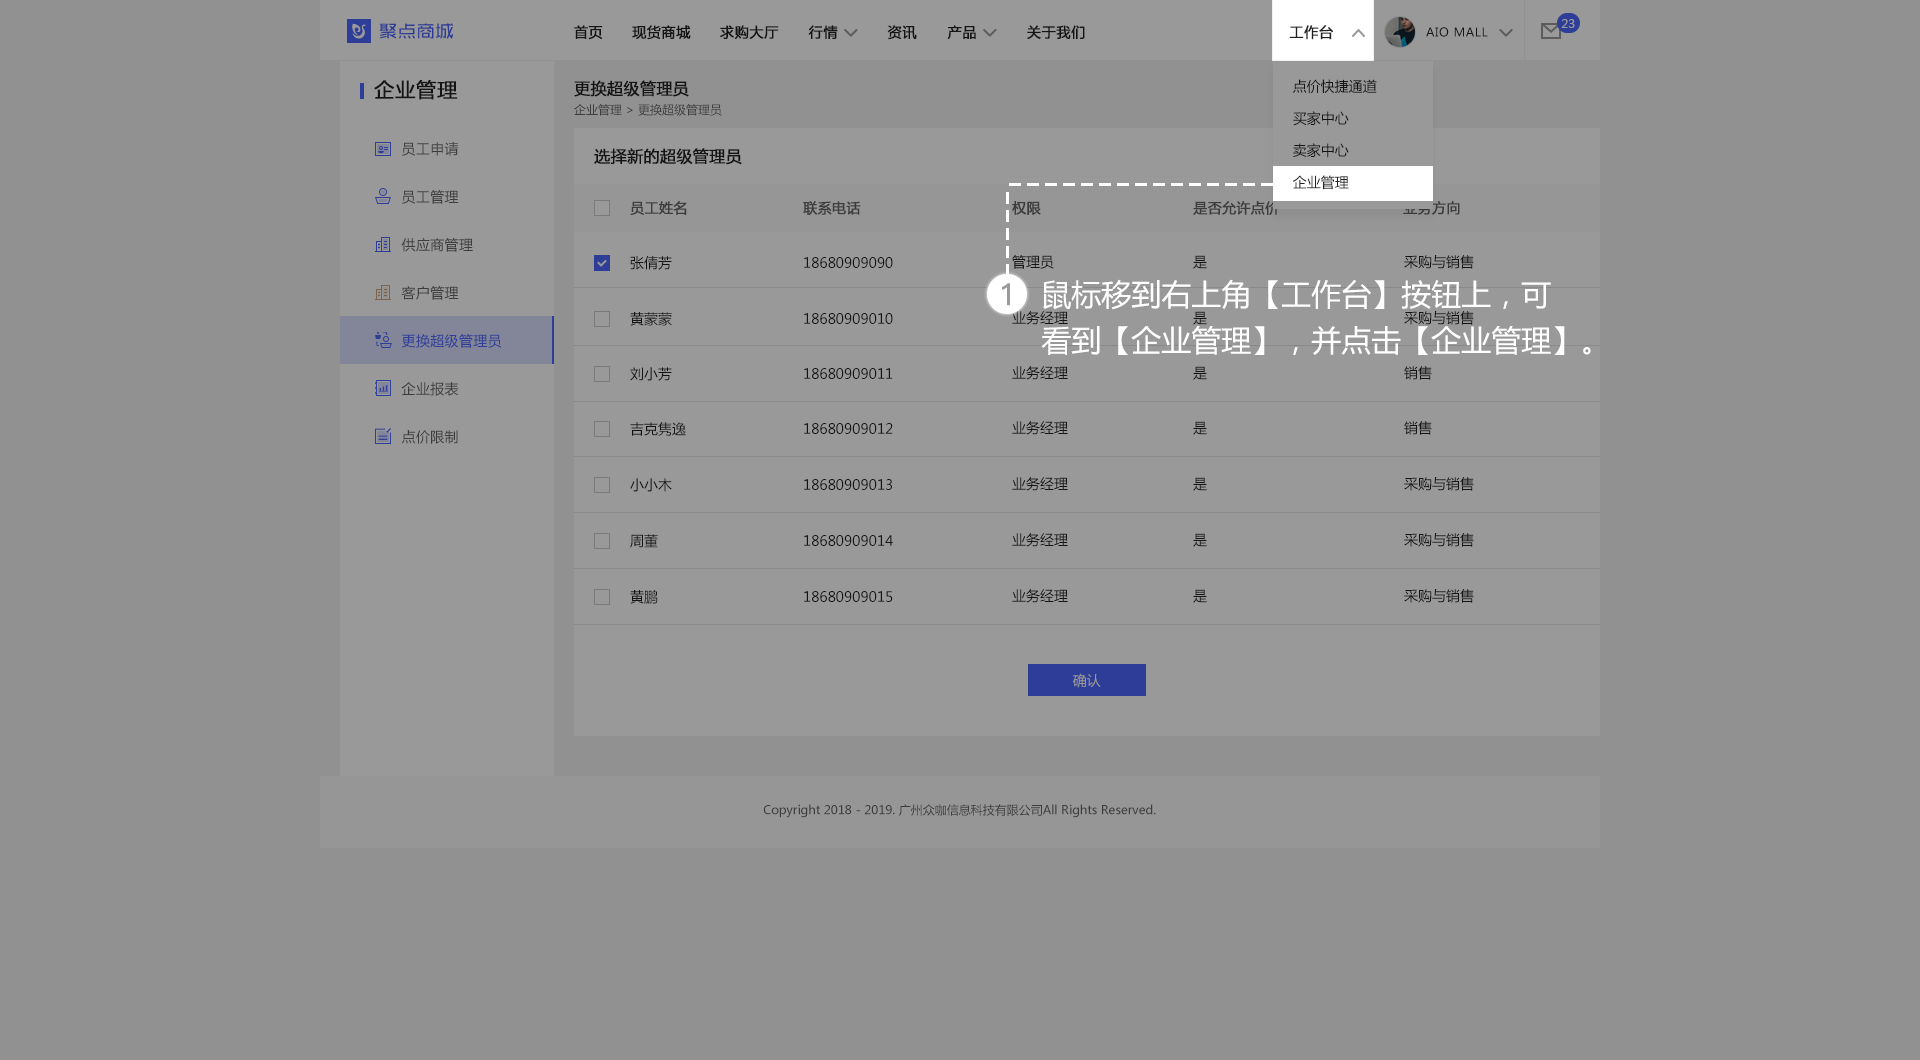 聚点商城
首页 现货商城 求购大厅 行情 资讯 产品 关于我们 工作台 AIO MALL 23
点价快捷通道
买家中心
卖家中心
企业管理
企业管理
员工申请
员工管理
供应商管理
客户管理
更换超级管理员
企业报表
点价限制
更换超级管理员
企业管理 > 更换超级管理员
选择新的超级管理员
员工姓名 联系电话 权限 是否允许点价 业务方向
张倩芳 18680909090 管理员 是 采购与销售
黄蒙蒙 18680909010 业务经理 是 采购与销售
刘小芳 18680909011 业务经理 是 销售
吉克隽逸 18680909012 业务经理 是 销售
小小木 18680909013 业务经理 是 采购与销售
周董 18680909014 业务经理 是 采购与销售
黄鹏 18680909015 业务经理 是 采购与销售
1 鼠标移到右上角【工作台】按钮上，可
看到【企业管理】，并点击【企业管理】。
确认
Copyright 2018 - 2019. 广州众咖信息科技有限公司All Rights Reserved.